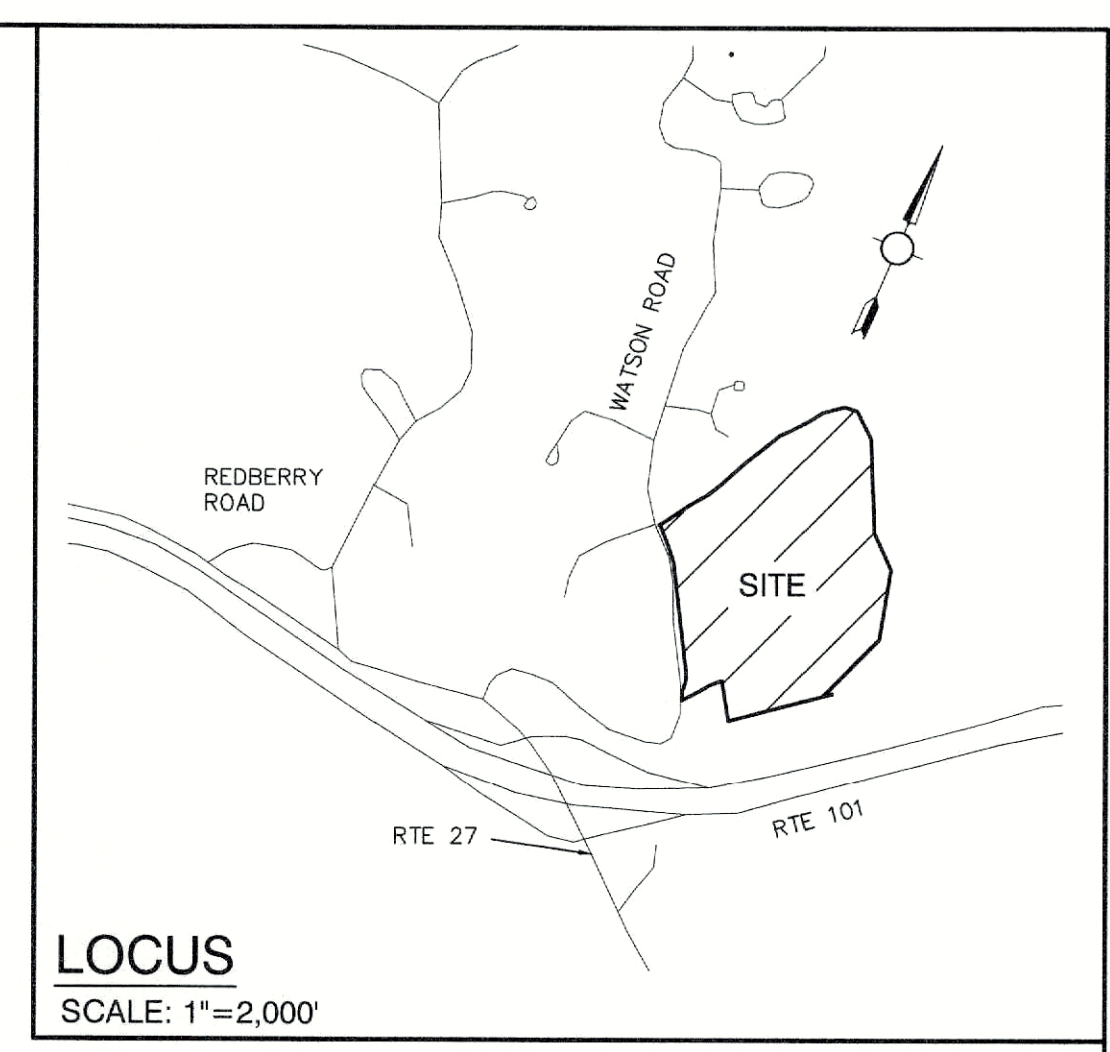 WATSON ROAD
REDBERRY
ROAD
SITE
RTE 27
RTE 101
LOCUS
SCALE: 1"=2,000'